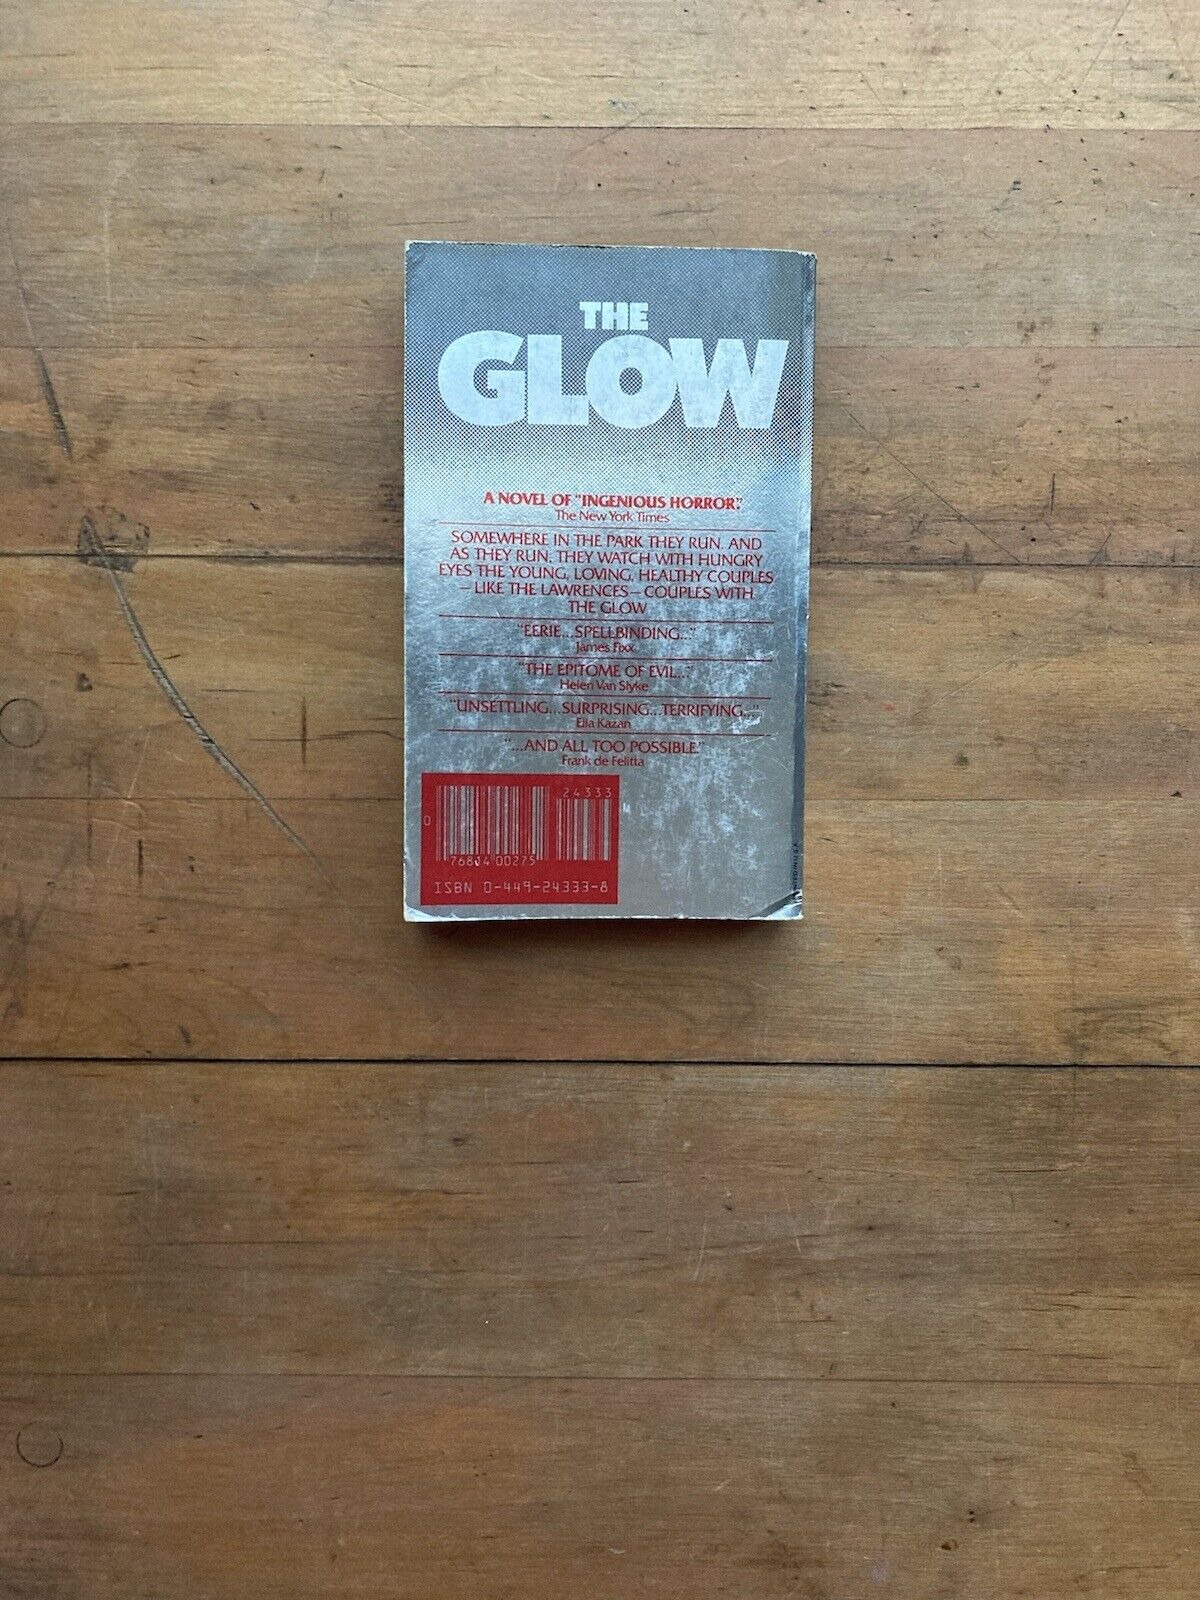 THE
GLOW
A NOVEL OF "INGENIOUS HORROR."
The New York Times
SOMEWHERE IN THE PARK THEY RUN. AND
AS THEY RUN, THEY WATCH WITH HUNGRY
EYES THE YOUNG, LOVING, HEALTHY COUPLES
—LIKE THE LAWRENCES—COUPLES WITH
THE GLOW
"EERIE...SPELLBINDING..."
James Fixx
"THE EPITOME OF EVIL..."
Helen Van Slyke
"UNSETTLING...SURPRISING...TERRIFYING..."
Elia Kazan
"...AND ALL TOO POSSIBLE."
Frank de Felitta
24333
0
76814 00275
ISBN 0-449-24333-8